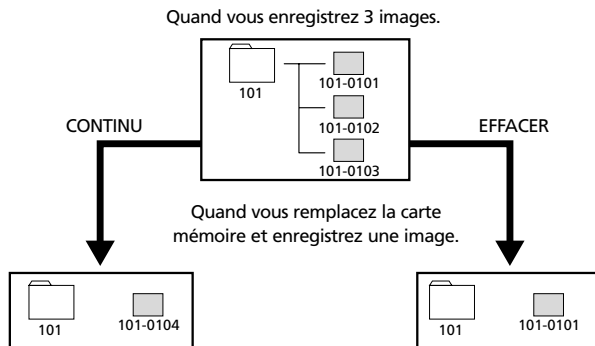 Quand vous enregistrez 3 images.
101
101-0101
101-0102
101-0103
CONTINU
EFFACER
Quand vous remplacez la carte
mémoire et enregistrez une image.
101
101-0104
101
101-0101